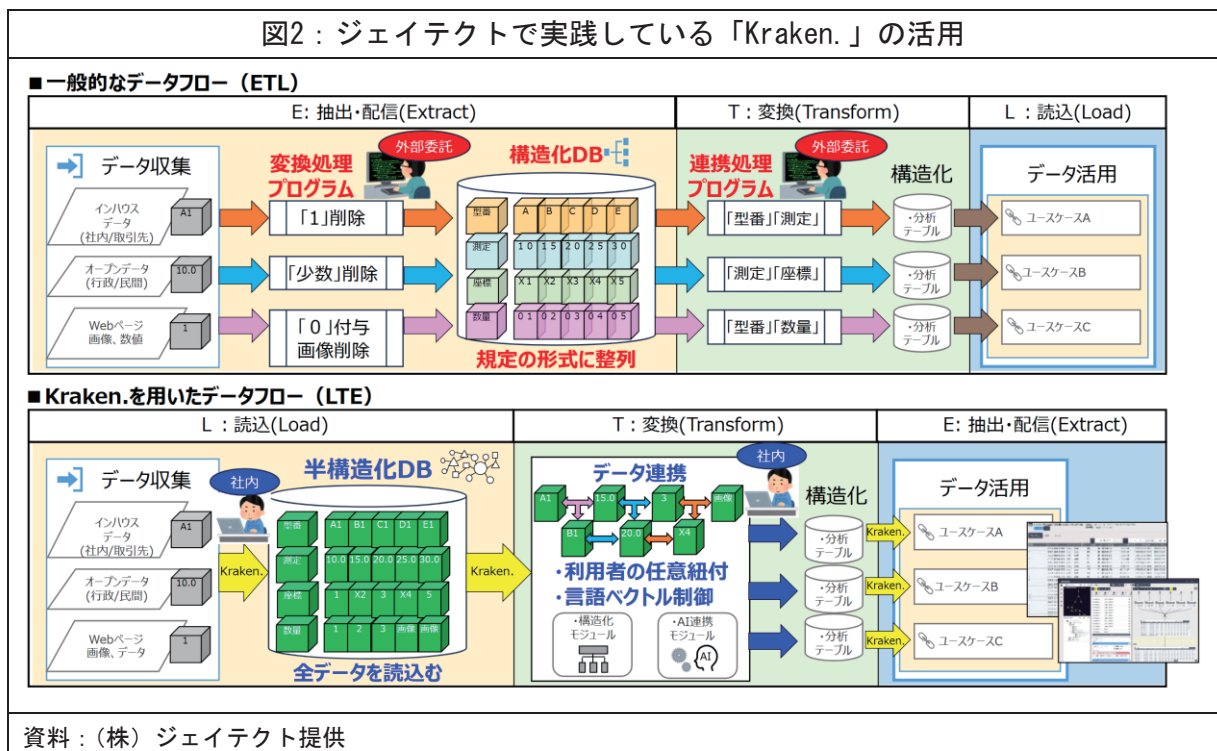 図2：ジェイテクトで実践している「Kraken.」の活用
■一般的なデータフロー（ETL）
E: 抽出・配信(Extract)
T：変換(Transform)
L：読込(Load)
データ収集
インハウス
データ
(社内/取引先)
A1
オープンデータ
(行政/民間)
10.0
Webページ
画像、数値
1
変換処理
プログラム
外部委託
「1」削除
「少数」削除
「０」付与
画像削除
構造化DB
型番 A B C D E
測定 10 15 20 25 30
座標 X1 X2 X3 X4 X5
数量 01 02 03 04 05
規定の形式に整列
連携処理
プログラム
外部委託
「型番」「測定」
「測定」「座標」
「型番」「数量」
構造化
・分析
テーブル
・分析
テーブル
・分析
テーブル
データ活用
ユースケースA
ユースケースB
ユースケースC
■Kraken.を用いたデータフロー（LTE）
L：読込(Load)
T：変換(Transform)
E: 抽出・配信(Extract)
データ収集
インハウス
データ
(社内/取引先)
A1
オープンデータ
(行政/民間)
10.0
Webページ
画像、データ
1
社内
Kraken.
半構造化DB
型番 A1 B1 C1 D1 E1
測定 10.0 15.0 20.0 25.0 30.0
座標 1 X2 3 X4 5
数量 1 2 3 画像 画像
全データを読込む
Kraken.
データ連携
社内
A1 15.0 3 画像
B1 20.0 X4
・利用者の任意紐付
・言語ベクトル制御
・構造化
モジュール
・AI連携
モジュール
AI
構造化
・分析
テーブル
・分析
テーブル
・分析
テーブル
Kraken.
Kraken.
Kraken.
データ活用
ユースケースA
ユースケースB
ユースケースC
資料：（株）ジェイテクト提供